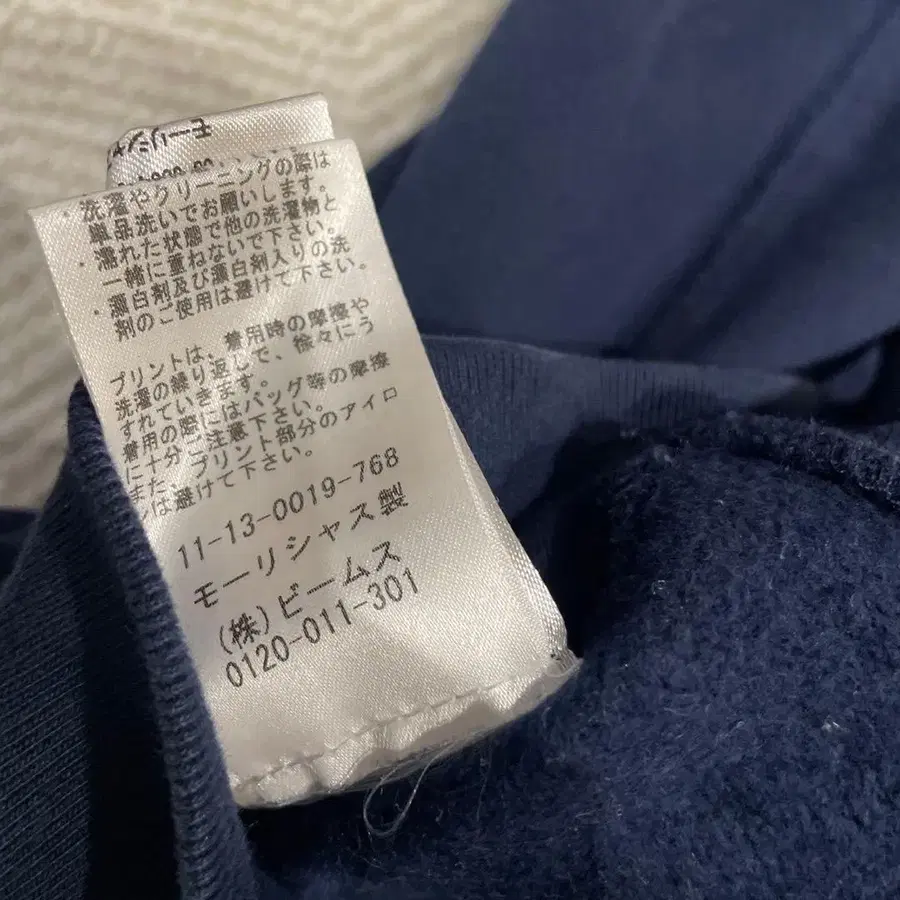 モーリシャ
・洗濯やクリーニングの際は
単品洗いでお願いします。
・濡れた状態で他の洗濯物と
一緒に重ねないで下さい。
・漂白剤及び漂白剤入りの洗
剤のご使用は避けて下さい。
プリントは、着用時の摩擦や
洗濯の繰り返しで、徐々にう
すれていきます。
着用の際にはバッグ等の摩擦
に十分ご注意下さい。
また、プリント部分のアイロ
ンは避けて下さい。
11-13-0019-768
モーリシャス製
(株)ビームス
0120-011-301